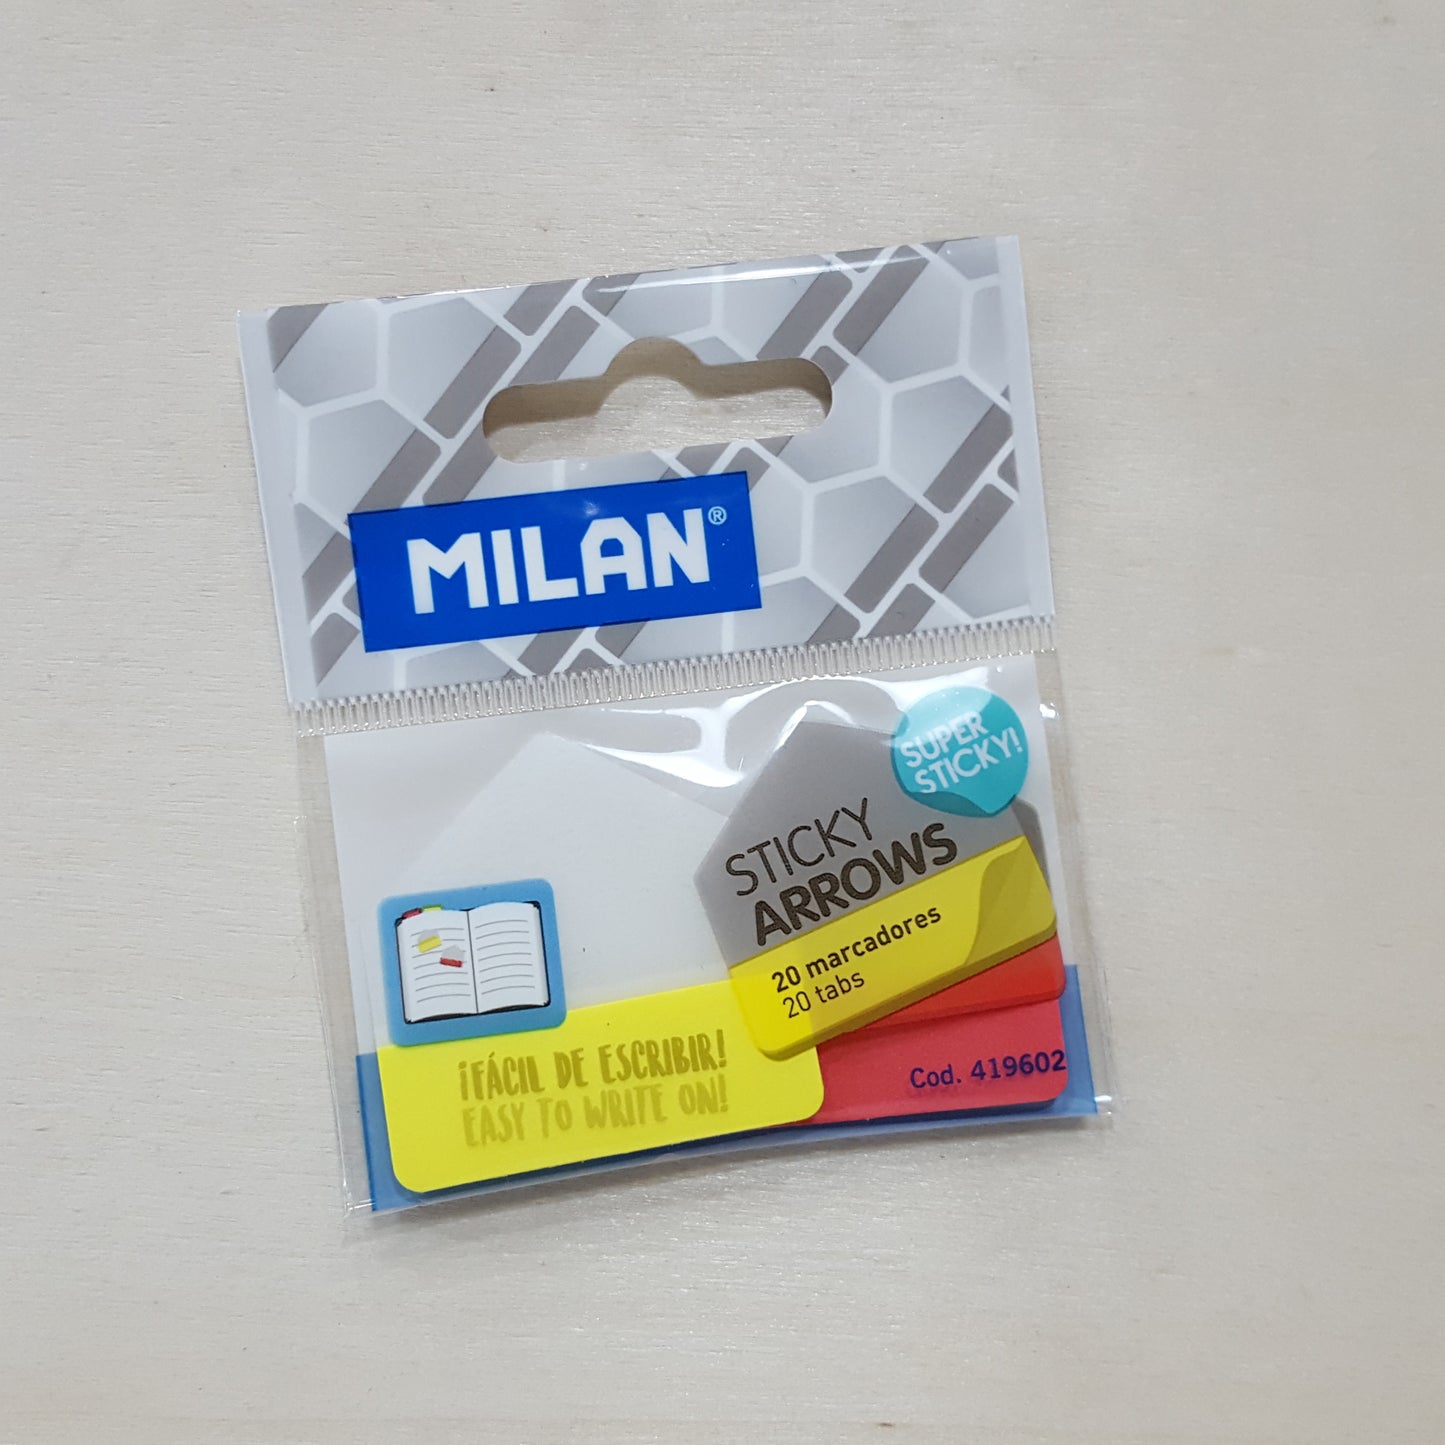 MILAN®
SUPER
STICKY!
STICKY
ARROWS
20 marcadores
20 tabs
¡FÁCIL DE ESCRIBIR!
EASY TO WRITE ON!
Cod. 419602